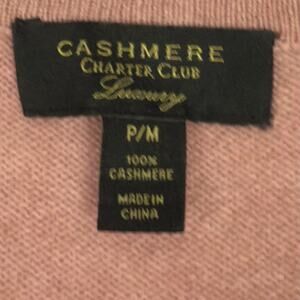 CASHMERE
CHARTER CLUB
Luxury
P/M
100%
CASHMERE
MADE IN
CHINA